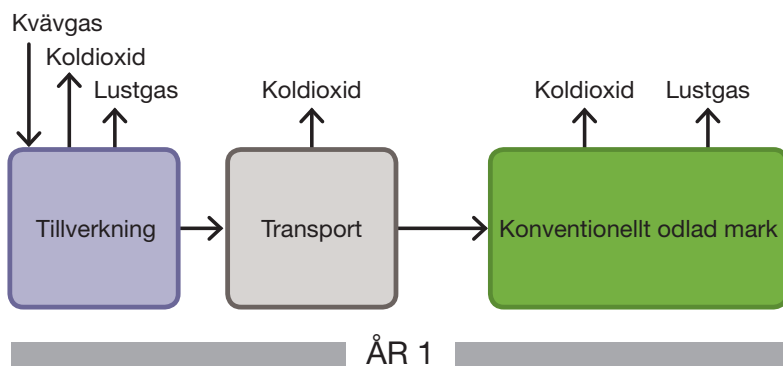 Kvävgas
Koldioxid
Lustgas
Koldioxid
Koldioxid
Lustgas
Tillverkning
Transport
Konventionellt odlad mark
ÅR 1